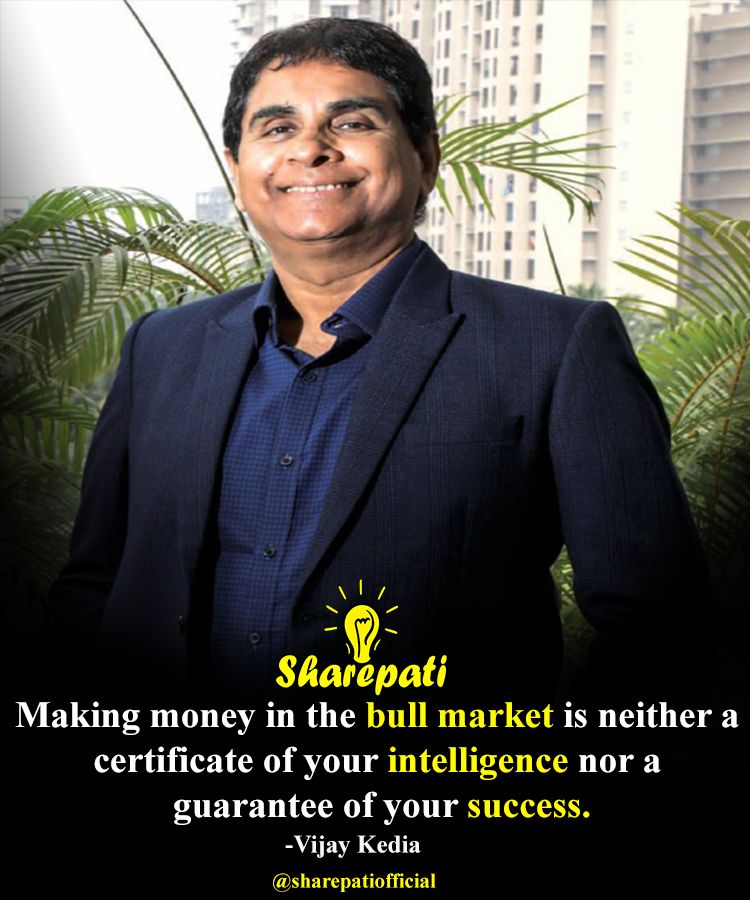 Sharepati
Making money in the bull market is neither a
certificate of your intelligence nor a
guarantee of your success.
-Vijay Kedia
@sharepatiofficial